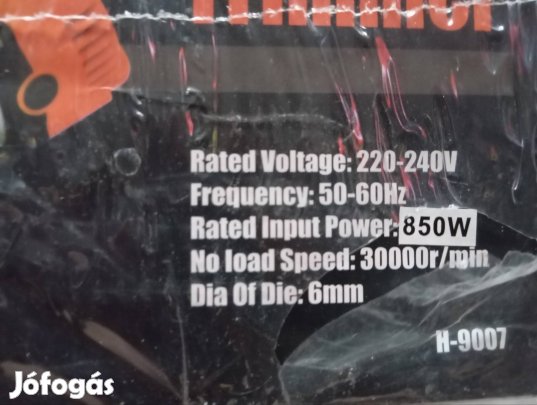 Trimmer
Rated Voltage: 220-240V
Frequency: 50-60Hz
Rated Input Power: 850W
No load Speed: 30000r/min
Dia Of Die: 6mm
H-9007
Jófogás